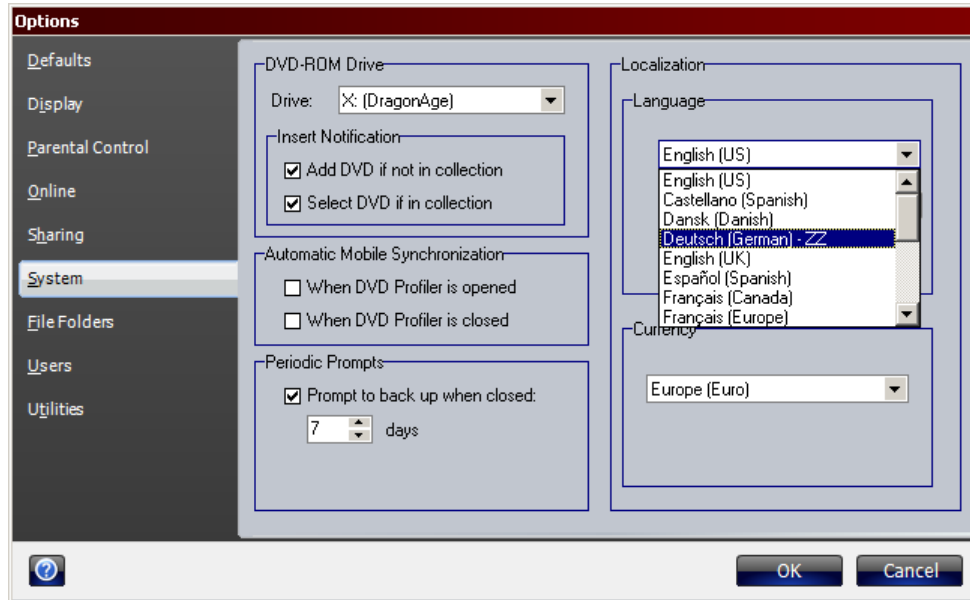 Options
Defaults
Display
Parental Control
Online
Sharing
System
File Folders
Users
Utilities
DVD-ROM Drive
Drive: X: (DragonAge)
Insert Notification
Add DVD if not in collection
Select DVD if in collection
Automatic Mobile Synchronization
When DVD Profiler is opened
When DVD Profiler is closed
Periodic Prompts
Prompt to back up when closed:
7 days
Localization
Language
English (US)
English (US)
Castellano (Spanish)
Dansk (Danish)
Deutsch (German) - ZZ
English (UK)
Español (Spanish)
Français (Canada)
Français (Europe)
Currency
Europe (Euro)
?
OK Cancel